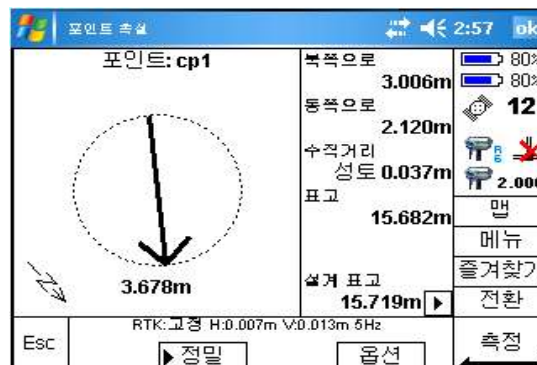 포인트 측설
2:57 ok
포인트: cp1
3.678m
북쪽으로
3.006m
동쪽으로
2.120m
수직거리
성토 0.037m
표고
15.682m
설계 표고
15.719m
80%
80%
12
2.000
맵
메뉴
즐겨찾기
전환
측정
RTK:고정 H:0.007m V:0.013m 5Hz
Esc
정밀
옵션